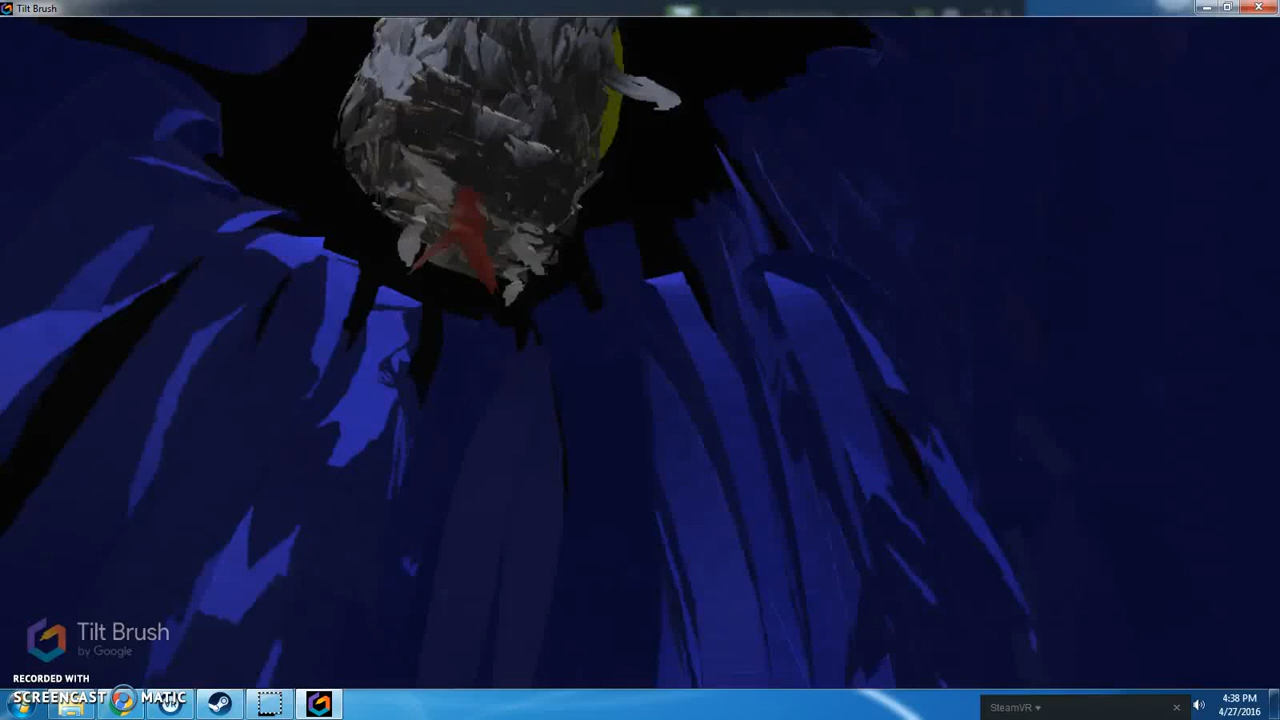 Tilt Brush
Tilt Brush
by Google
RECORDED WITH
SCREENCAST MATIC
SteamVR
4:38 PM
4/27/2016